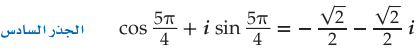 الجذر السادس cos 5π/4 + i sin 5π/4 = − √2/2 − √2/2 i